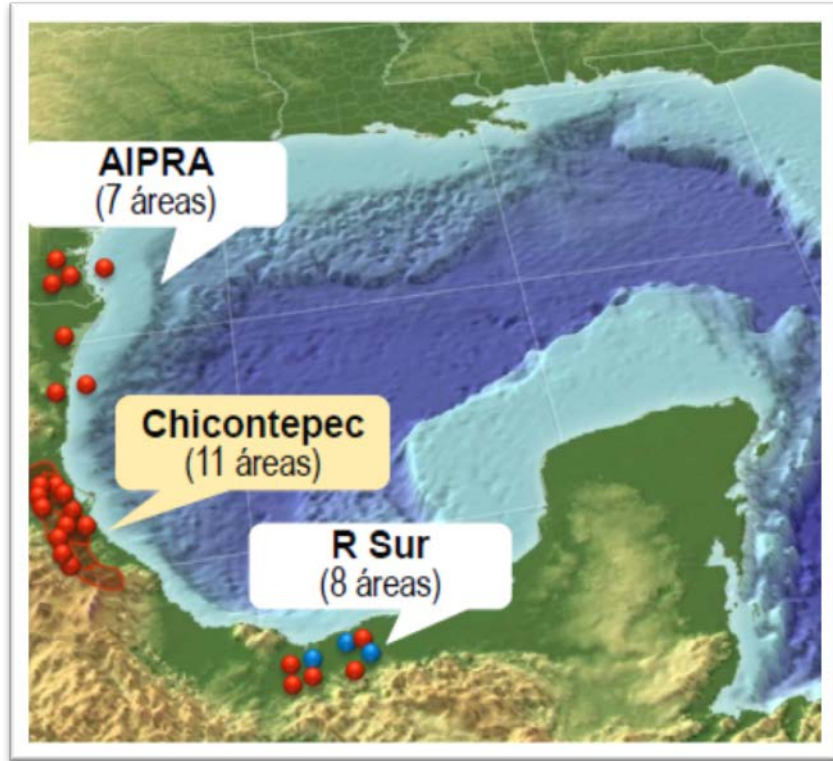 AIPRA
(7 áreas)
Chicontepec
(11 áreas)
R Sur
(8 áreas)